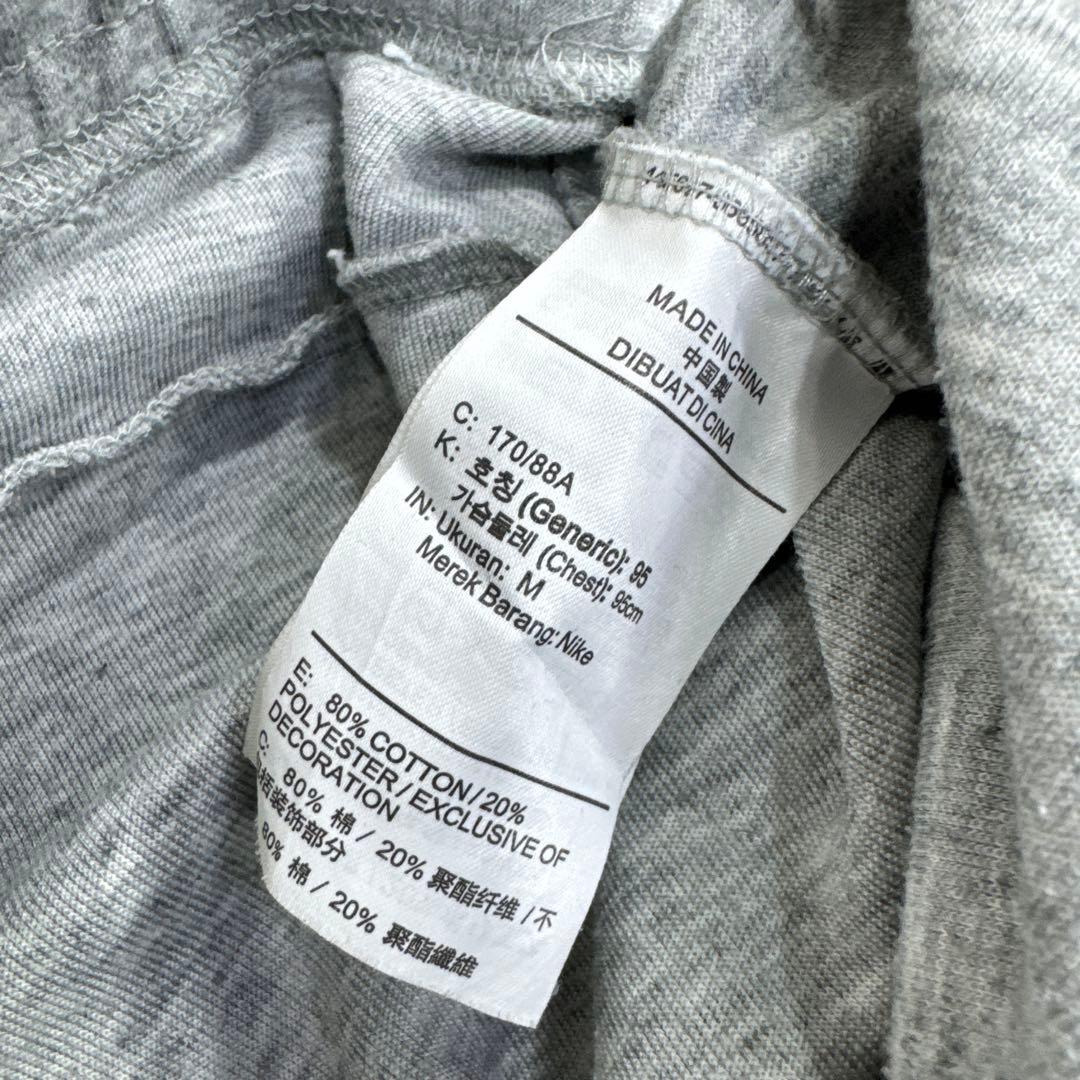 MADE IN CHINA
中国製
DIBUAT DI CINA
C: 170/88A
K: 호칭 (Generic): 95
가슴둘레 (Chest): 95cm
IN: Ukuran: M
Merek Barang: Nike
E: 80% COTTON/20%
POLYESTER/EXCLUSIVE OF
DECORATION
C: 80% 棉 / 20% 聚酯纤维 / 不
包括装饰部分
80% 棉 / 20% 聚酯纖維